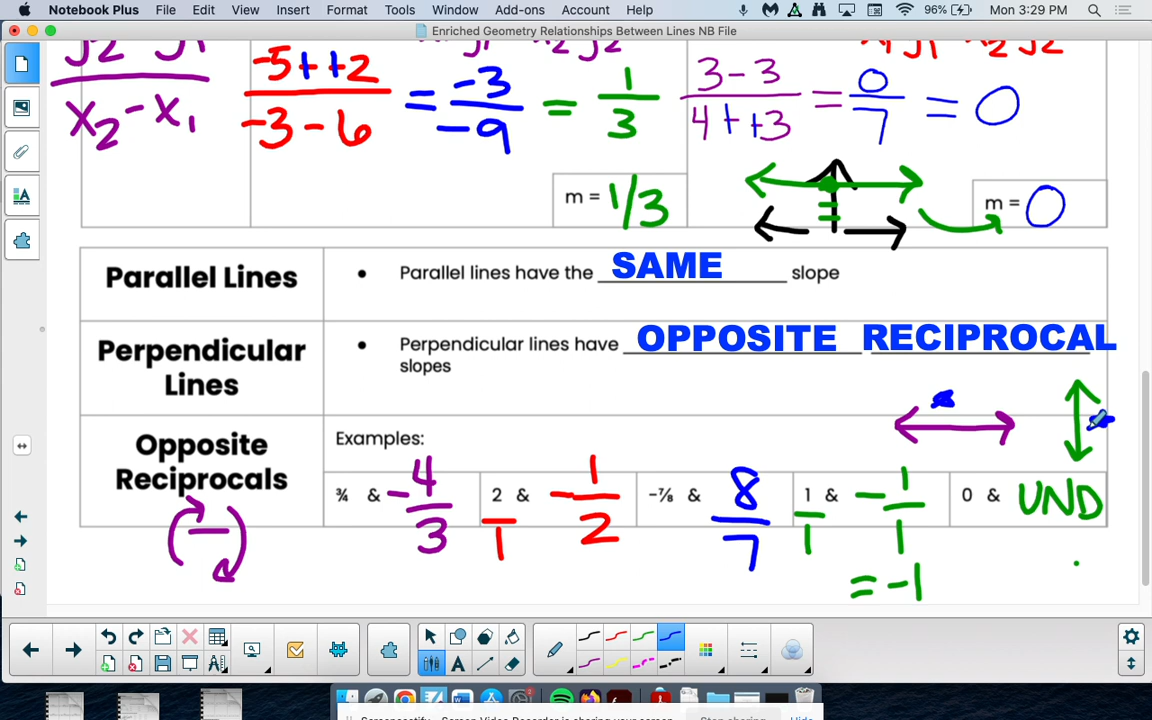 Notebook Plus File Edit View Insert Format Tools Window Add-ons Account Help 96% Mon 3:29 PM
Enriched Geometry Relationships Between Lines NB File
y2 - y1
x2 - x1
-5 + +2
-3 - 6
= -3/-9 = 1/3
m = 1/3
3 - 3
4 + +3
= 0/7 = 0
m = 0
Parallel Lines
• Parallel lines have the SAME slope
Perpendicular
Lines
• Perpendicular lines have OPPOSITE RECIPROCAL
slopes
Opposite
Reciprocals
Examples:
¾ & -4/3
2/1 & -1/2
-⅞ & 8/7
1/1 & -1/1
= -1
0 & UND